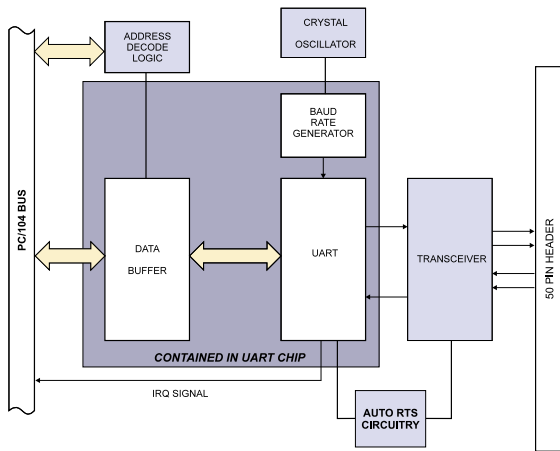 ADDRESS
DECODE
LOGIC
CRYSTAL
OSCILLATOR
BAUD
RATE
GENERATOR
PC/104 BUS
DATA
BUFFER
UART
TRANSCEIVER
50 PIN HEADER
CONTAINED IN UART CHIP
IRQ SIGNAL
AUTO RTS
CIRCUITRY